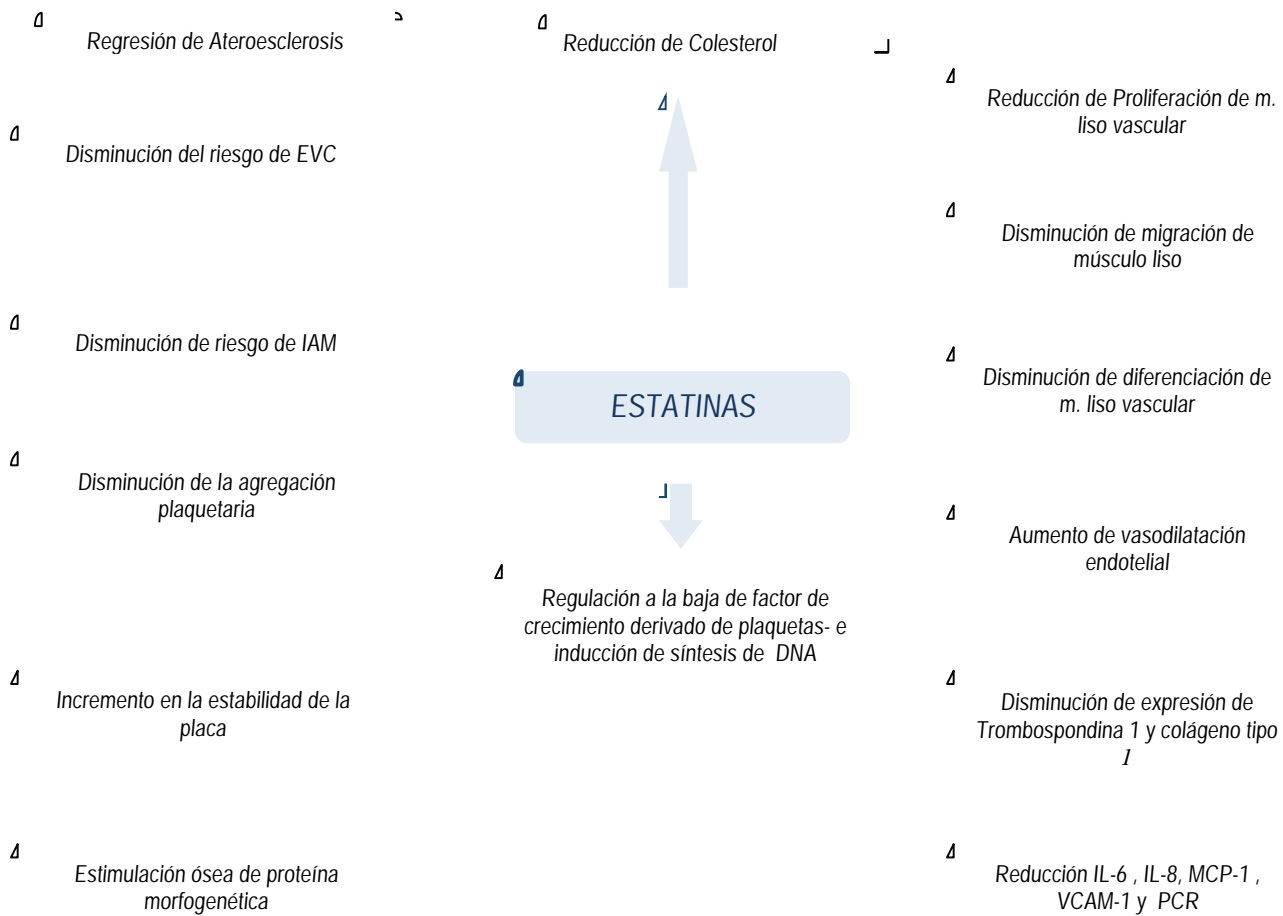 Regresión de Ateroesclerosis
Disminución del riesgo de EVC
Disminución de riesgo de IAM
Disminución de la agregación
plaquetaria
Incremento en la estabilidad de la
placa
Estimulación ósea de proteína
morfogenética
Reducción de Colesterol
ESTATINAS
Regulación a la baja de factor de
crecimiento derivado de plaquetas- e
inducción de síntesis de DNA
Reducción de Proliferación de m.
liso vascular
Disminución de migración de
músculo liso
Disminución de diferenciación de
m. liso vascular
Aumento de vasodilatación
endotelial
Disminución de expresión de
Trombospondina 1 y colágeno tipo
1
Reducción IL-6 , IL-8, MCP-1 ,
VCAM-1 y PCR